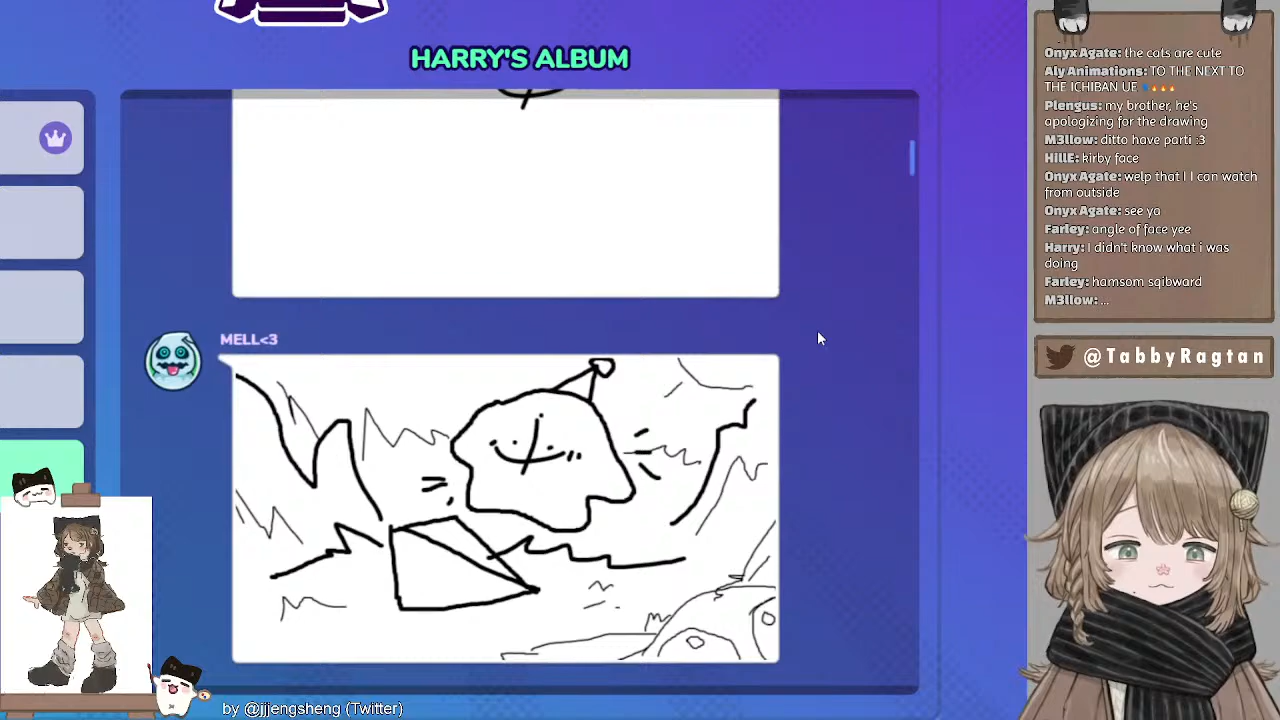 HARRY'S ALBUM
MELL<3
by @jjjengsheng (Twitter)
Onyx Agate: the cats are cute
Aly Animations: TO THE NEXT TO
THE ICHIBAN UE 🔥🔥🔥
Plengus: my brother, he's
apologizing for the drawing
M3llow: ditto have parti :3
HillE: kirby face
Onyx Agate: welp that I I can watch
from outside
Onyx Agate: see ya
Farley: angle of face yee
Harry: I didn't know what i was
doing
Farley: hamsom sqibward
M3llow: ...
@TabbyRagtan